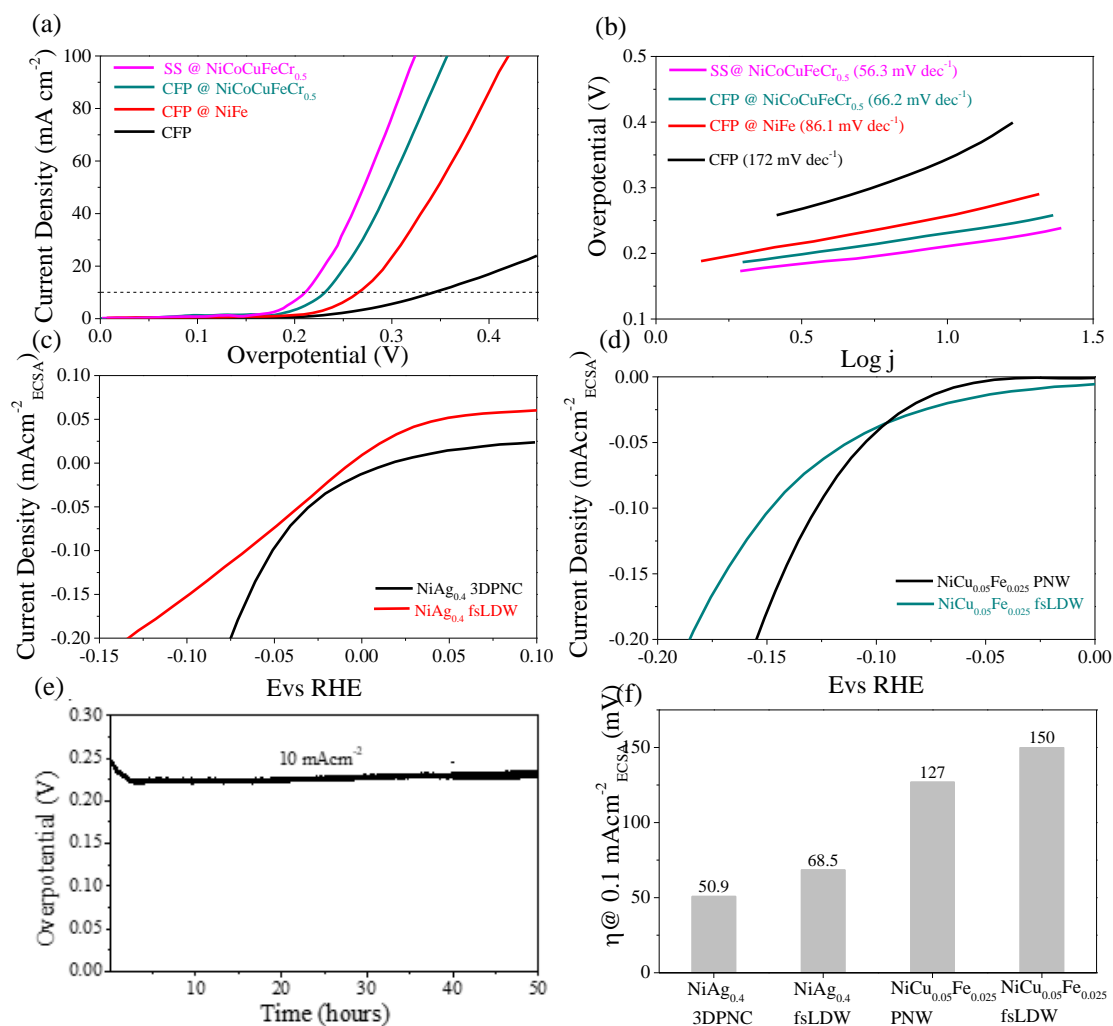 (a)
100
80
60
40
20
0
Current Density (mA cm⁻²)
SS @ NiCoCuFeCr₀.₅
CFP @ NiCoCuFeCr₀.₅
CFP @ NiFe
CFP
0.0 0.1 0.2 0.3 0.4
Overpotential (V)
(b)
0.5
0.4
0.3
0.2
0.1
Overpotential (V)
SS@ NiCoCuFeCr₀.₅ (56.3 mV dec⁻¹)
CFP @ NiCoCuFeCr₀.₅ (66.2 mV dec⁻¹)
CFP @ NiFe (86.1 mV dec⁻¹)
CFP (172 mV dec⁻¹)
0.0 0.5 1.0 1.5
Log j
(c)
0.10
0.05
0.00
-0.05
-0.10
-0.15
-0.20
Current Density (mAcm⁻²ECSA)
NiAg₀.₄ 3DPNC
NiAg₀.₄ fsLDW
-0.15 -0.10 -0.05 0.00 0.05 0.10
Evs RHE
(d)
0.00
-0.05
-0.10
-0.15
-0.20
Current Density (mAcm⁻²ECSA)
NiCu₀.₀₅Fe₀.₀₂₅ PNW
NiCu₀.₀₅Fe₀.₀₂₅ fsLDW
-0.20 -0.15 -0.10 -0.05 0.00
Evs RHE
(e)
0.30
0.25
0.20
0.15
0.10
0.05
0.00
Overpotential (V)
10 mAcm⁻²
10 20 30 40 50
Time (hours)
(f)
150
100
50
0
η@ 0.1 mAcm⁻²ECSA (mV)
50.9
68.5
127
150
NiAg₀.₄ NiAg₀.₄ NiCu₀.₀₅Fe₀.₀₂₅ NiCu₀.₀₅Fe₀.₀₂₅
3DPNC fsLDW PNW fsLDW